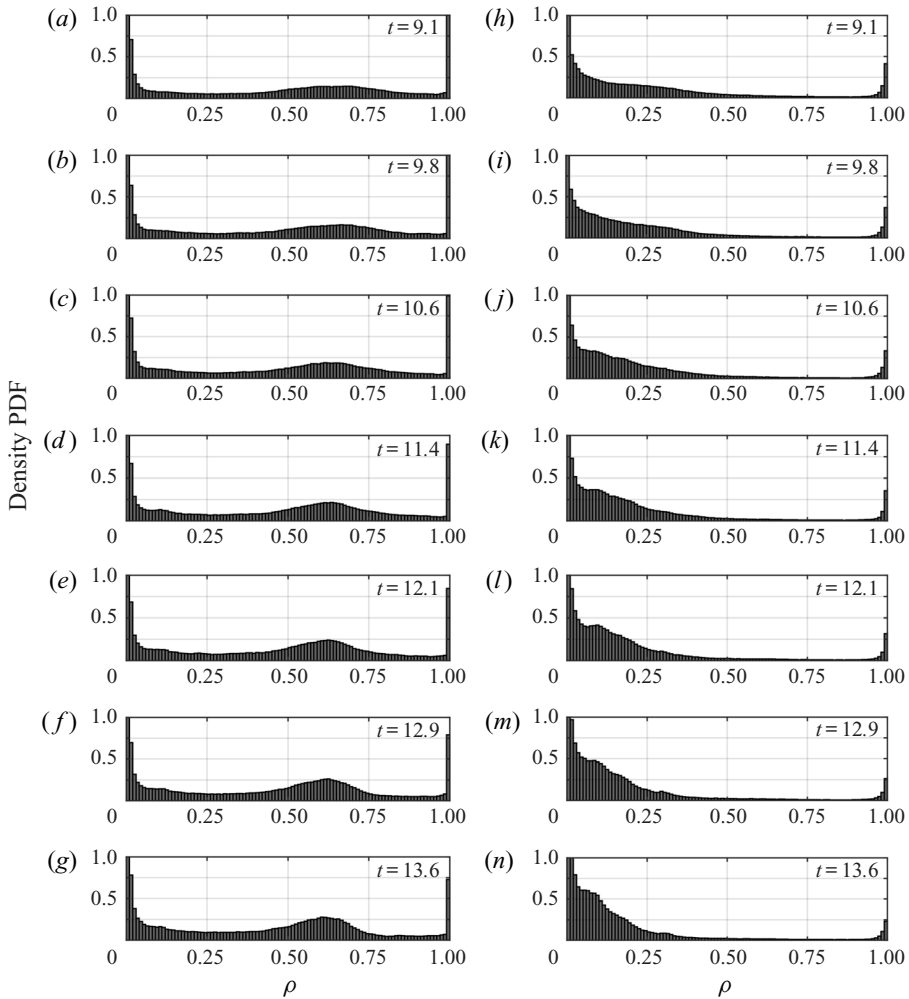 (a) 1.0 0.5 t = 9.1
0 0.25 0.50 0.75 1.00
(h) 1.0 0.5 t = 9.1
0 0.25 0.50 0.75 1.00
(b) 1.0 0.5 t = 9.8
0 0.25 0.50 0.75 1.00
(i) 1.0 0.5 t = 9.8
0 0.25 0.50 0.75 1.00
(c) 1.0 0.5 t = 10.6
0 0.25 0.50 0.75 1.00
(j) 1.0 0.5 t = 10.6
0 0.25 0.50 0.75 1.00
Density PDF
(d) 1.0 0.5 t = 11.4
0 0.25 0.50 0.75 1.00
(k) 1.0 0.5 t = 11.4
0 0.25 0.50 0.75 1.00
(e) 1.0 0.5 t = 12.1
0 0.25 0.50 0.75 1.00
(l) 1.0 0.5 t = 12.1
0 0.25 0.50 0.75 1.00
(f) 1.0 0.5 t = 12.9
0 0.25 0.50 0.75 1.00
(m) 1.0 0.5 t = 12.9
0 0.25 0.50 0.75 1.00
(g) 1.0 0.5 t = 13.6
0 0.25 0.50 0.75 1.00
ρ
(n) 1.0 0.5 t = 13.6
0 0.25 0.50 0.75 1.00
ρ